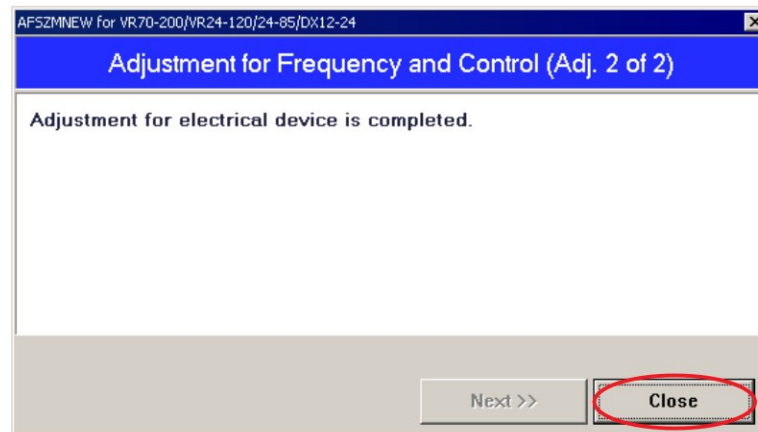 AFSZMNEW for VR70-200/VR24-120/24-85/DX12-24
Adjustment for Frequency and Control (Adj. 2 of 2)
Adjustment for electrical device is completed.
Next >>
Close